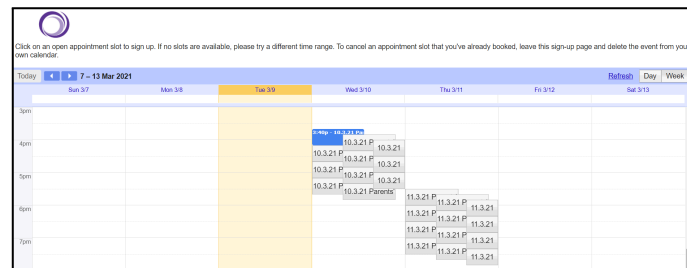 Click on an open appointment slot to sign up. If no slots are available, please try a different time range. To cancel an appointment slot that you've already booked, leave this sign-up page and delete the event from you
own calendar.
Today 7 – 13 Mar 2021 Refresh Day Week
Sun 3/7 Mon 3/8 Tue 3/9 Wed 3/10 Thu 3/11 Fri 3/12 Sat 3/13
3pm
3:40p - 10.3.21 Pa
4pm
10.3.21 P
10.3.21
10.3.21 P
10.3.21 P
10.3.21
5pm
10.3.21 P
10.3.21 P
10.3.21
10.3.21 P
10.3.21 Parents'
11.3.21 P
11.3.21 P
6pm
11.3.21
11.3.21 P
11.3.21 P
11.3.21
11.3.21 P
11.3.21 P
7pm
11.3.21
11.3.21 P
11.3.21 P
11.3.21